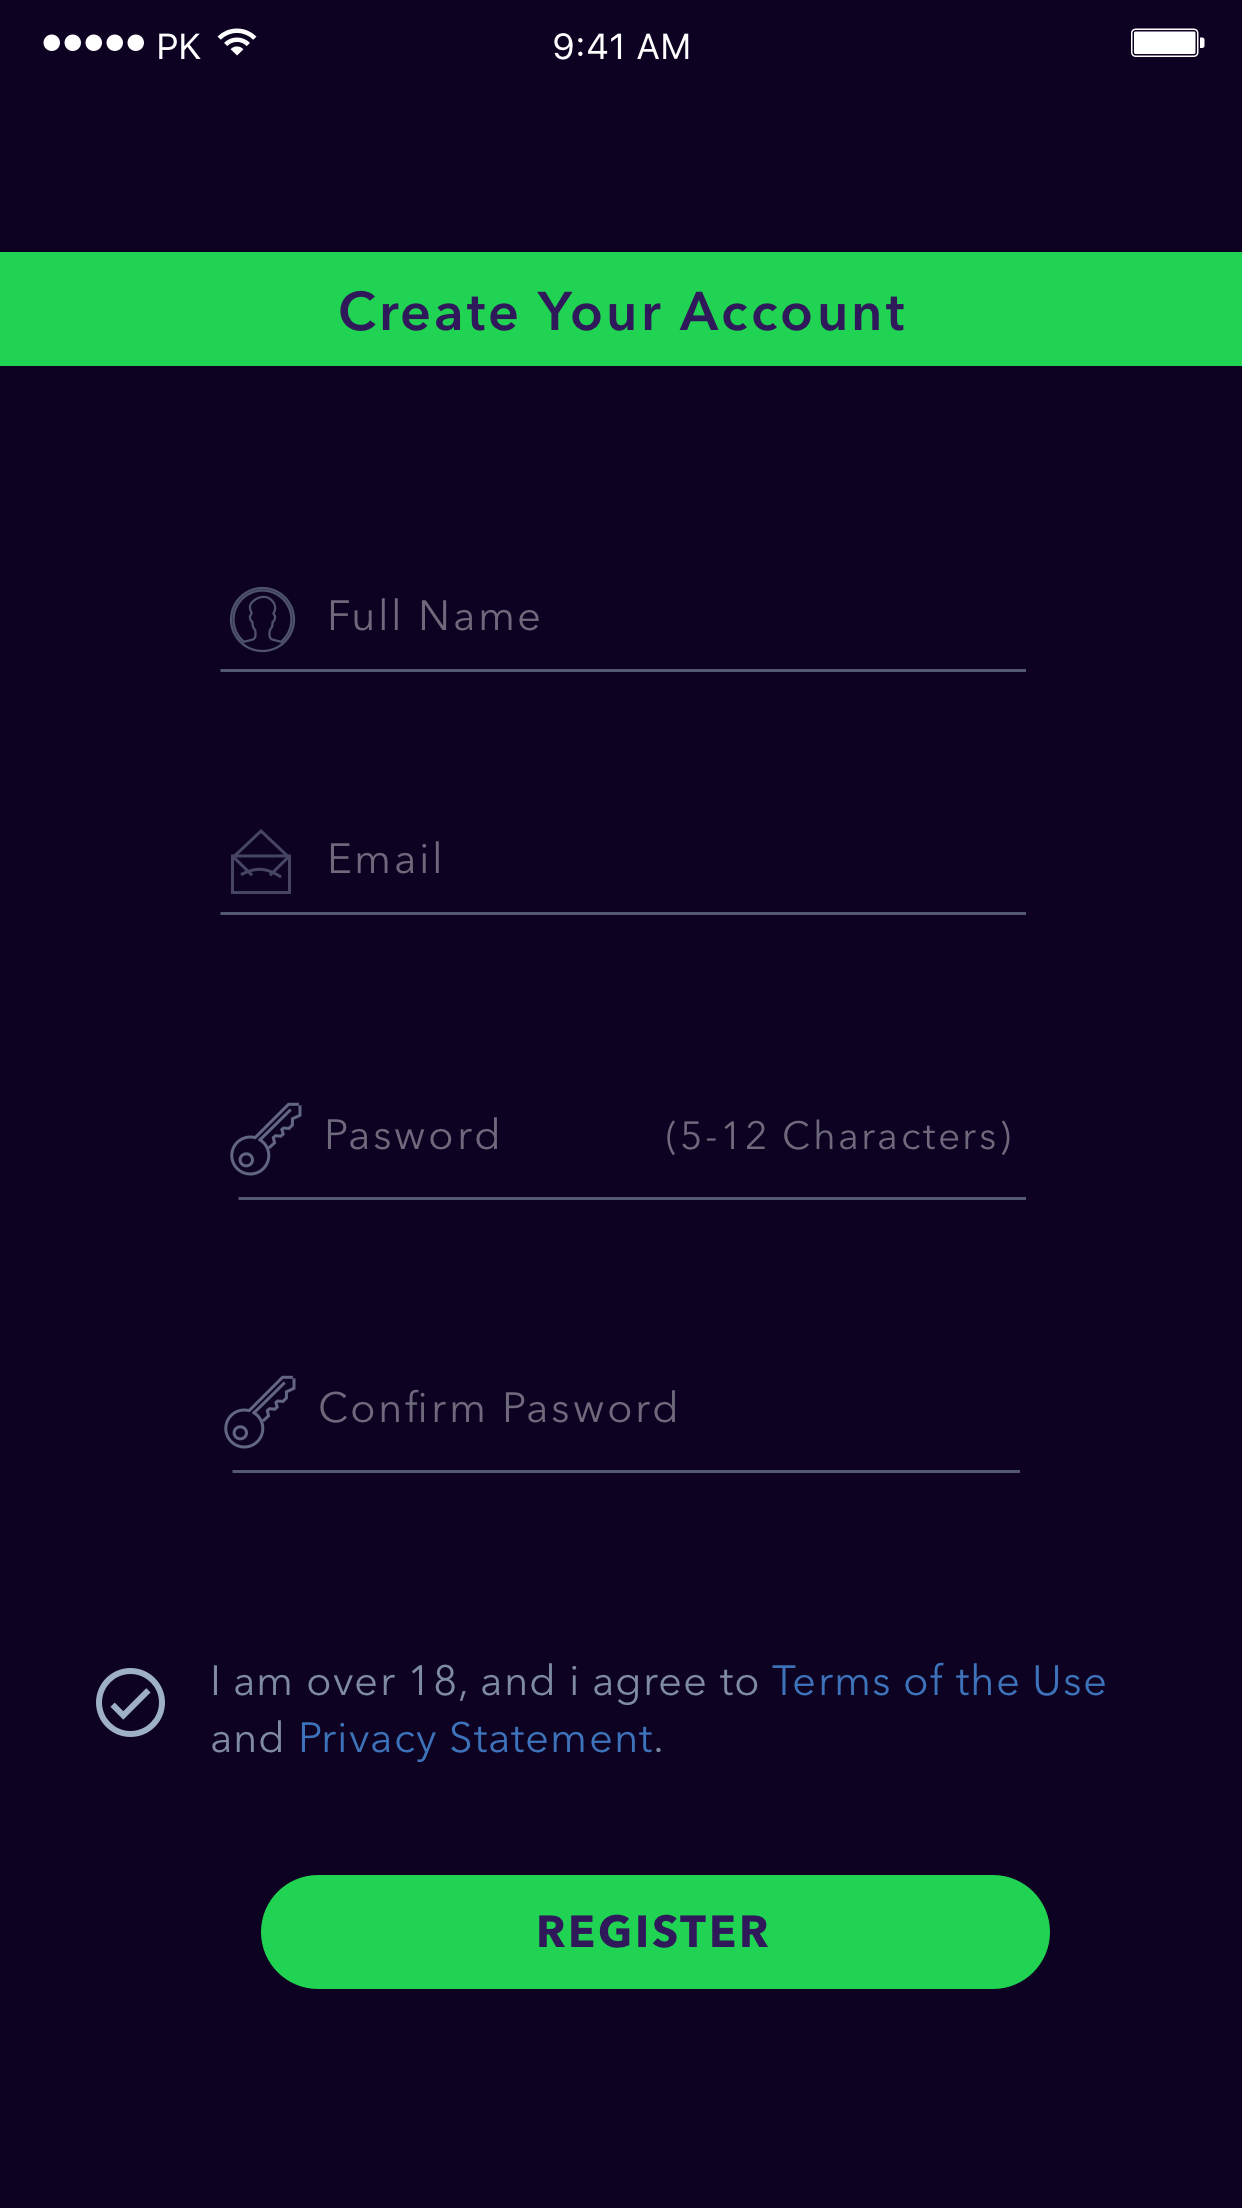 PK 9:41 AM
Create Your Account
Full Name
Email
Pasword (5-12 Characters)
Confirm Pasword
I am over 18, and i agree to Terms of the Use
and Privacy Statement.
REGISTER